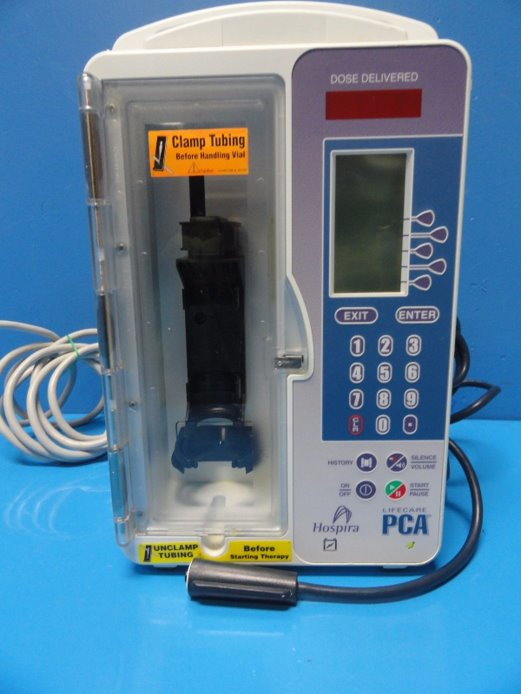 DOSE DELIVERED
Clamp Tubing
Before Handling Vial
EXIT ENTER
1 2 3
4 5 6
7 8 9
CLR 0 *
HISTORY
SILENCE
VOLUME
ON
OFF
START
PAUSE
Hospira
LIFECARE
PCA
UNCLAMP
TUBING
Before
Starting Therapy